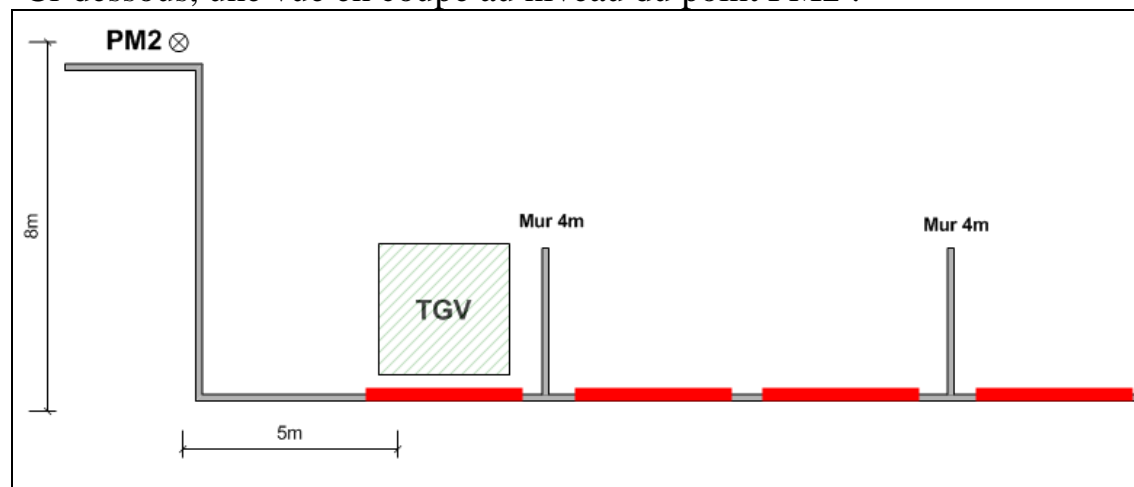 Ci-dessous, une vue en coupe au niveau du point PM2 :
PM2
8m
Mur 4m
Mur 4m
TGV
5m